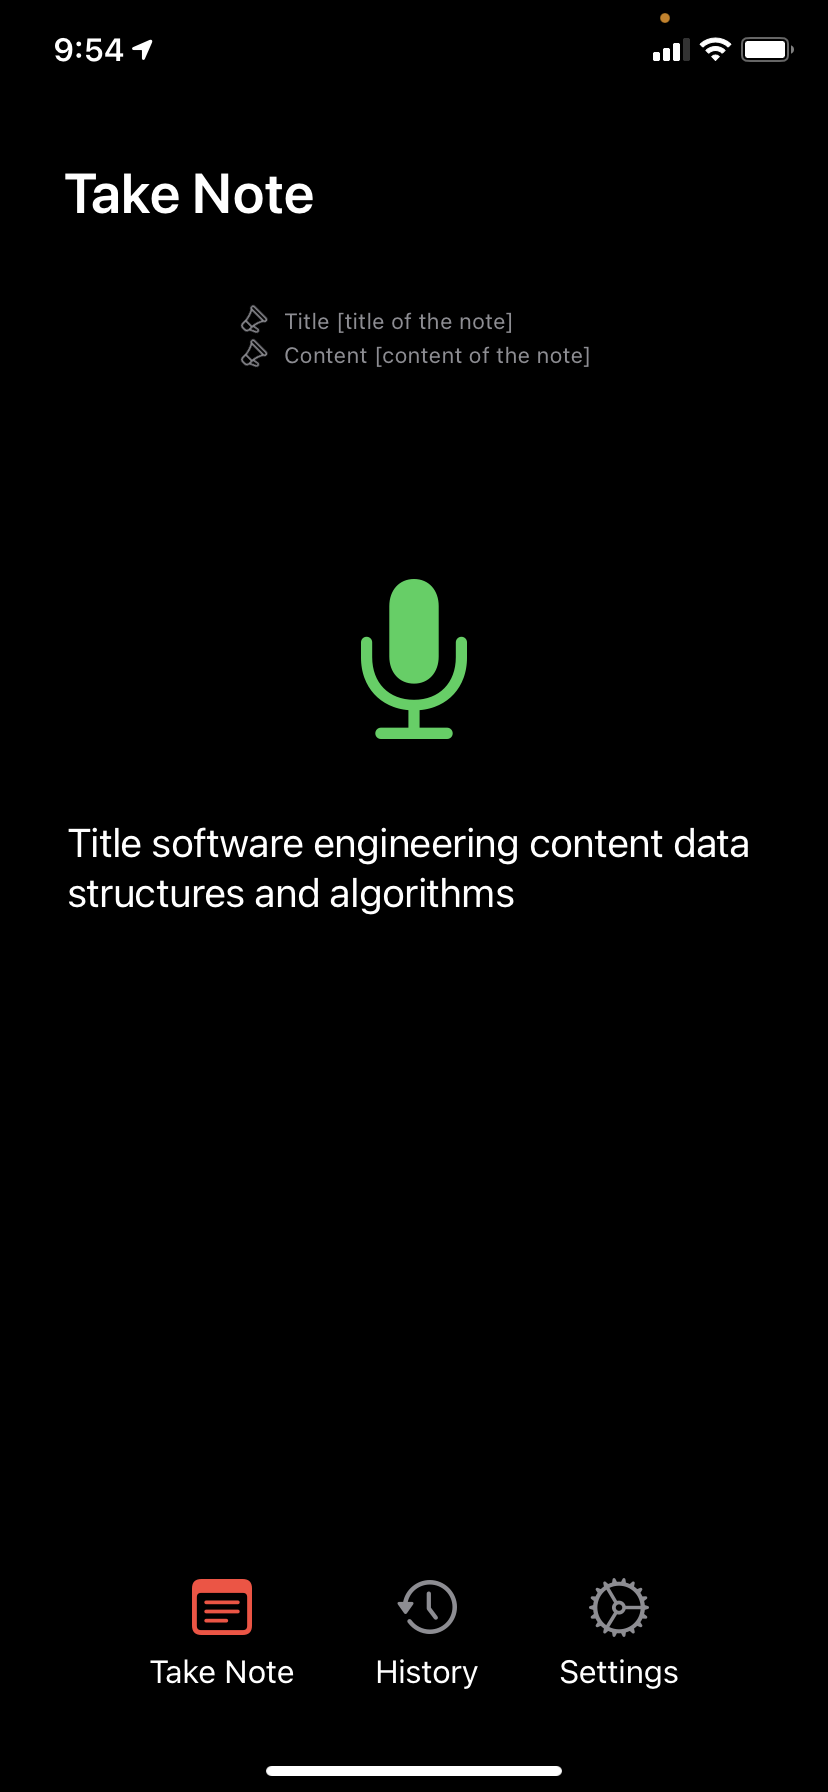 9:54
Take Note
Title [title of the note]
Content [content of the note]
Title software engineering content data
structures and algorithms
Take Note
History
Settings